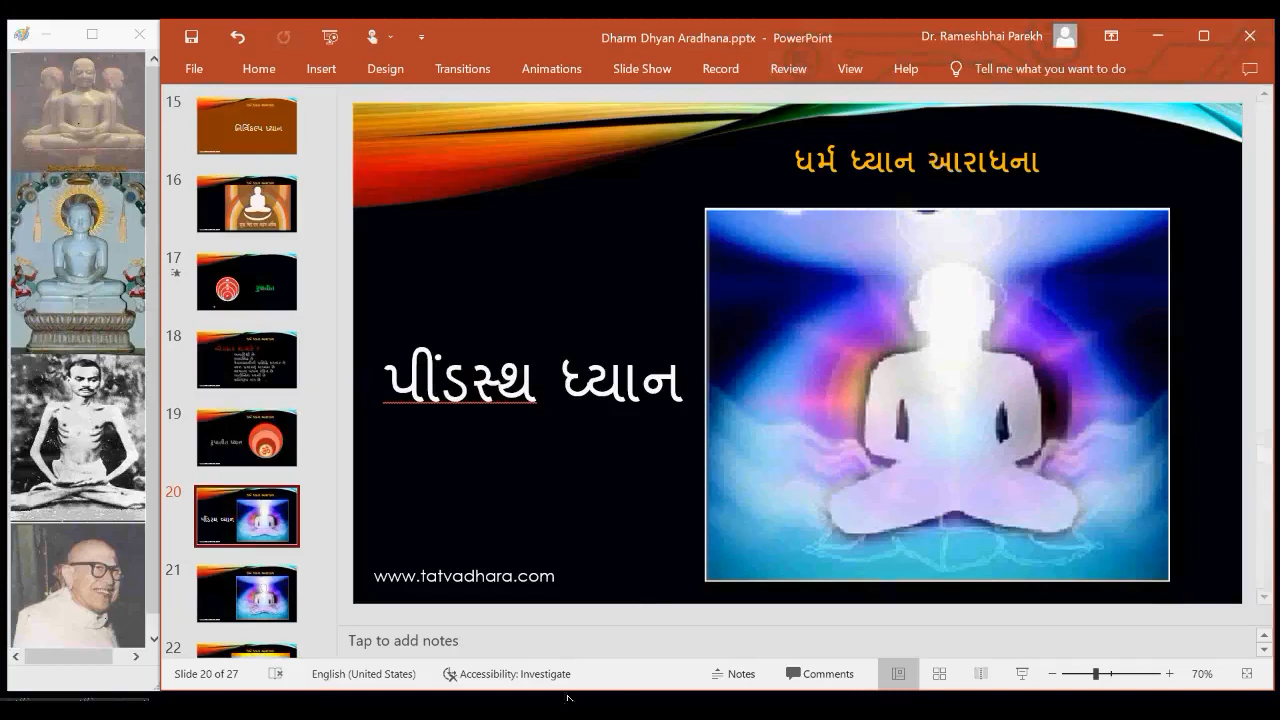 Dharm Dhyan Aradhana.pptx - PowerPoint
Dr. Rameshbhai Parekh
File Home Insert Design Transitions Animations Slide Show Record Review View Help Tell me what you want to do
15
16
17
18
19
20
21
22
ધર્મ ધ્યાન આરાધના
પીંડસ્થ ધ્યાન
www.tatvadhara.com
Tap to add notes
Slide 20 of 27 English (United States) Accessibility: Investigate Notes Comments 70%